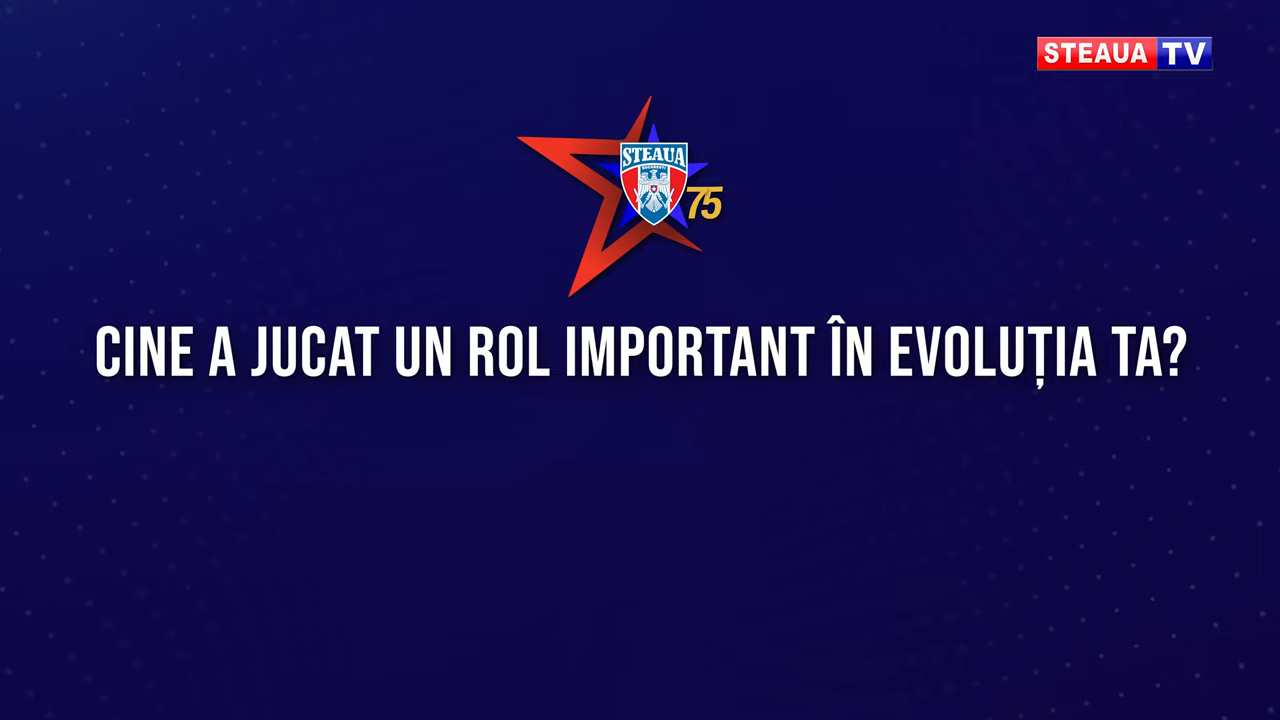 STEAUA TV
STEAUA
75
CINE A JUCAT UN ROL IMPORTANT ÎN EVOLUȚIA TA?